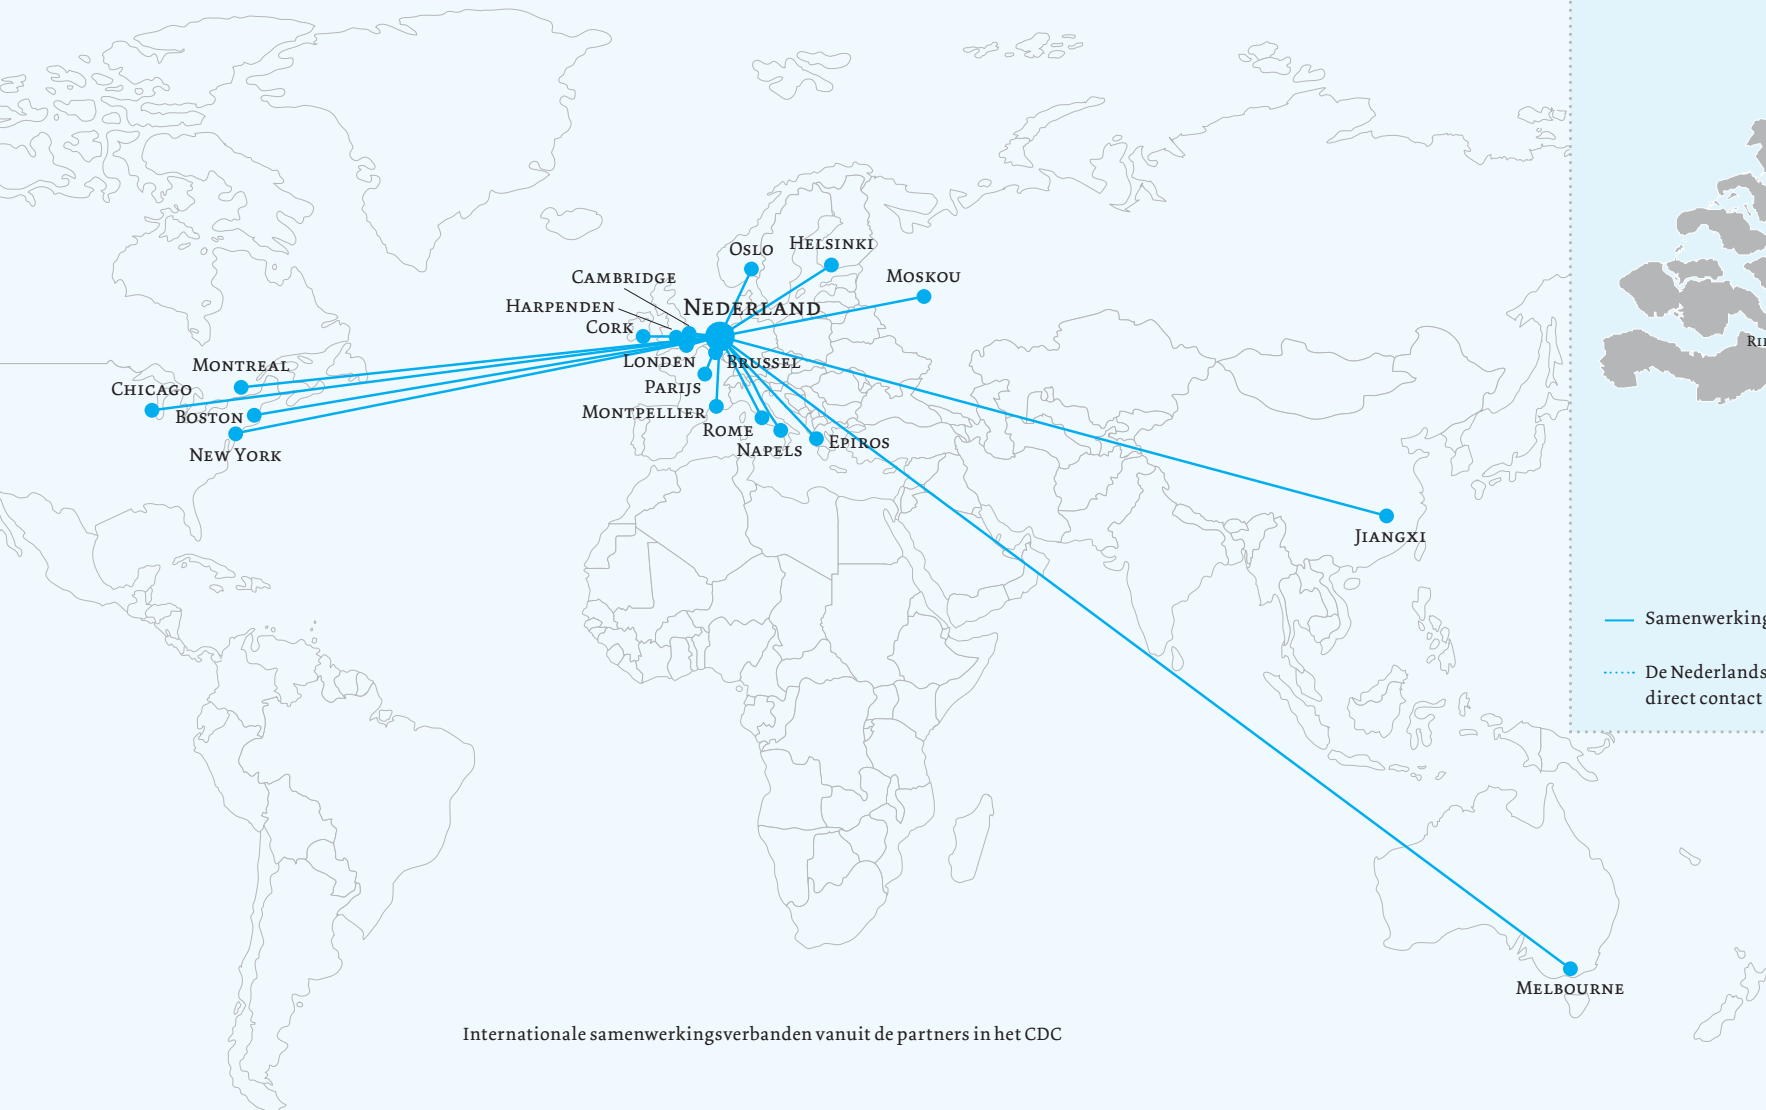 Oslo
Helsinki
Cambridge
Moskou
Harpenden
Nederland
Cork
Londen
Brussel
Montreal
Parijs
Chicago
Montpellier
Boston
Rome
Epiros
New York
Napels
Jiangxi
Melbourne
Internationale samenwerkingsverbanden vanuit de partners in het CDC
Samenwerking
De Nederlands
direct contact